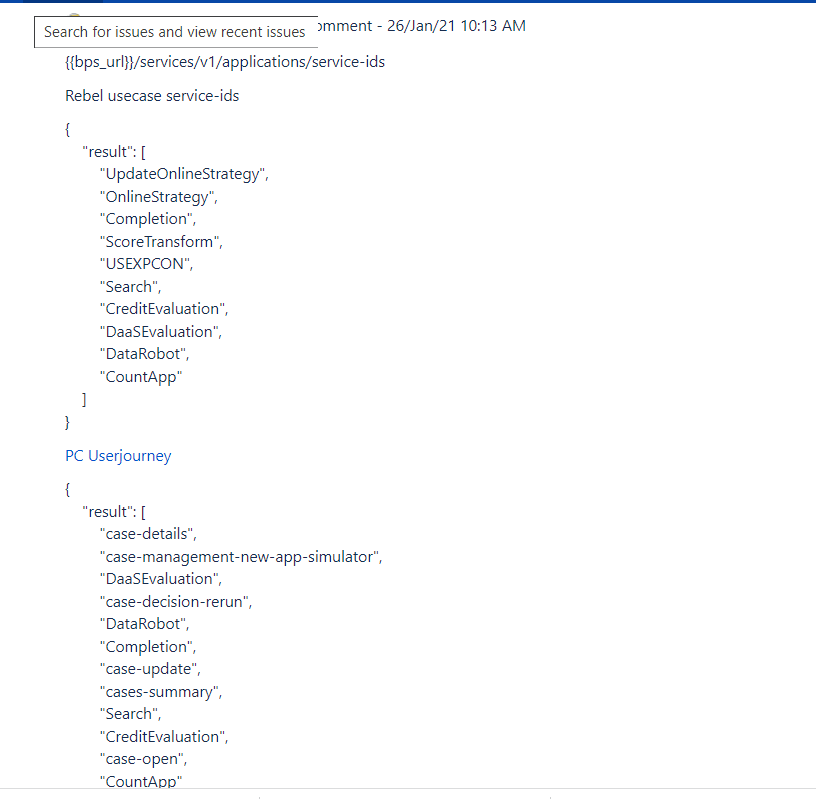 Search for issues and view recent issues
omment - 26/Jan/21 10:13 AM
{{bps_url}}/services/v1/applications/service-ids
Rebel usecase service-ids
{
"result": [
"UpdateOnlineStrategy",
"OnlineStrategy",
"Completion",
"ScoreTransform",
"USEXPCON",
"Search",
"CreditEvaluation",
"DaaSEvaluation",
"DataRobot",
"CountApp"
]
}
PC Userjourney
{
"result": [
"case-details",
"case-management-new-app-simulator",
"DaaSEvaluation",
"case-decision-rerun",
"DataRobot",
"Completion",
"case-update",
"cases-summary",
"Search",
"CreditEvaluation",
"case-open",
"CountApp"